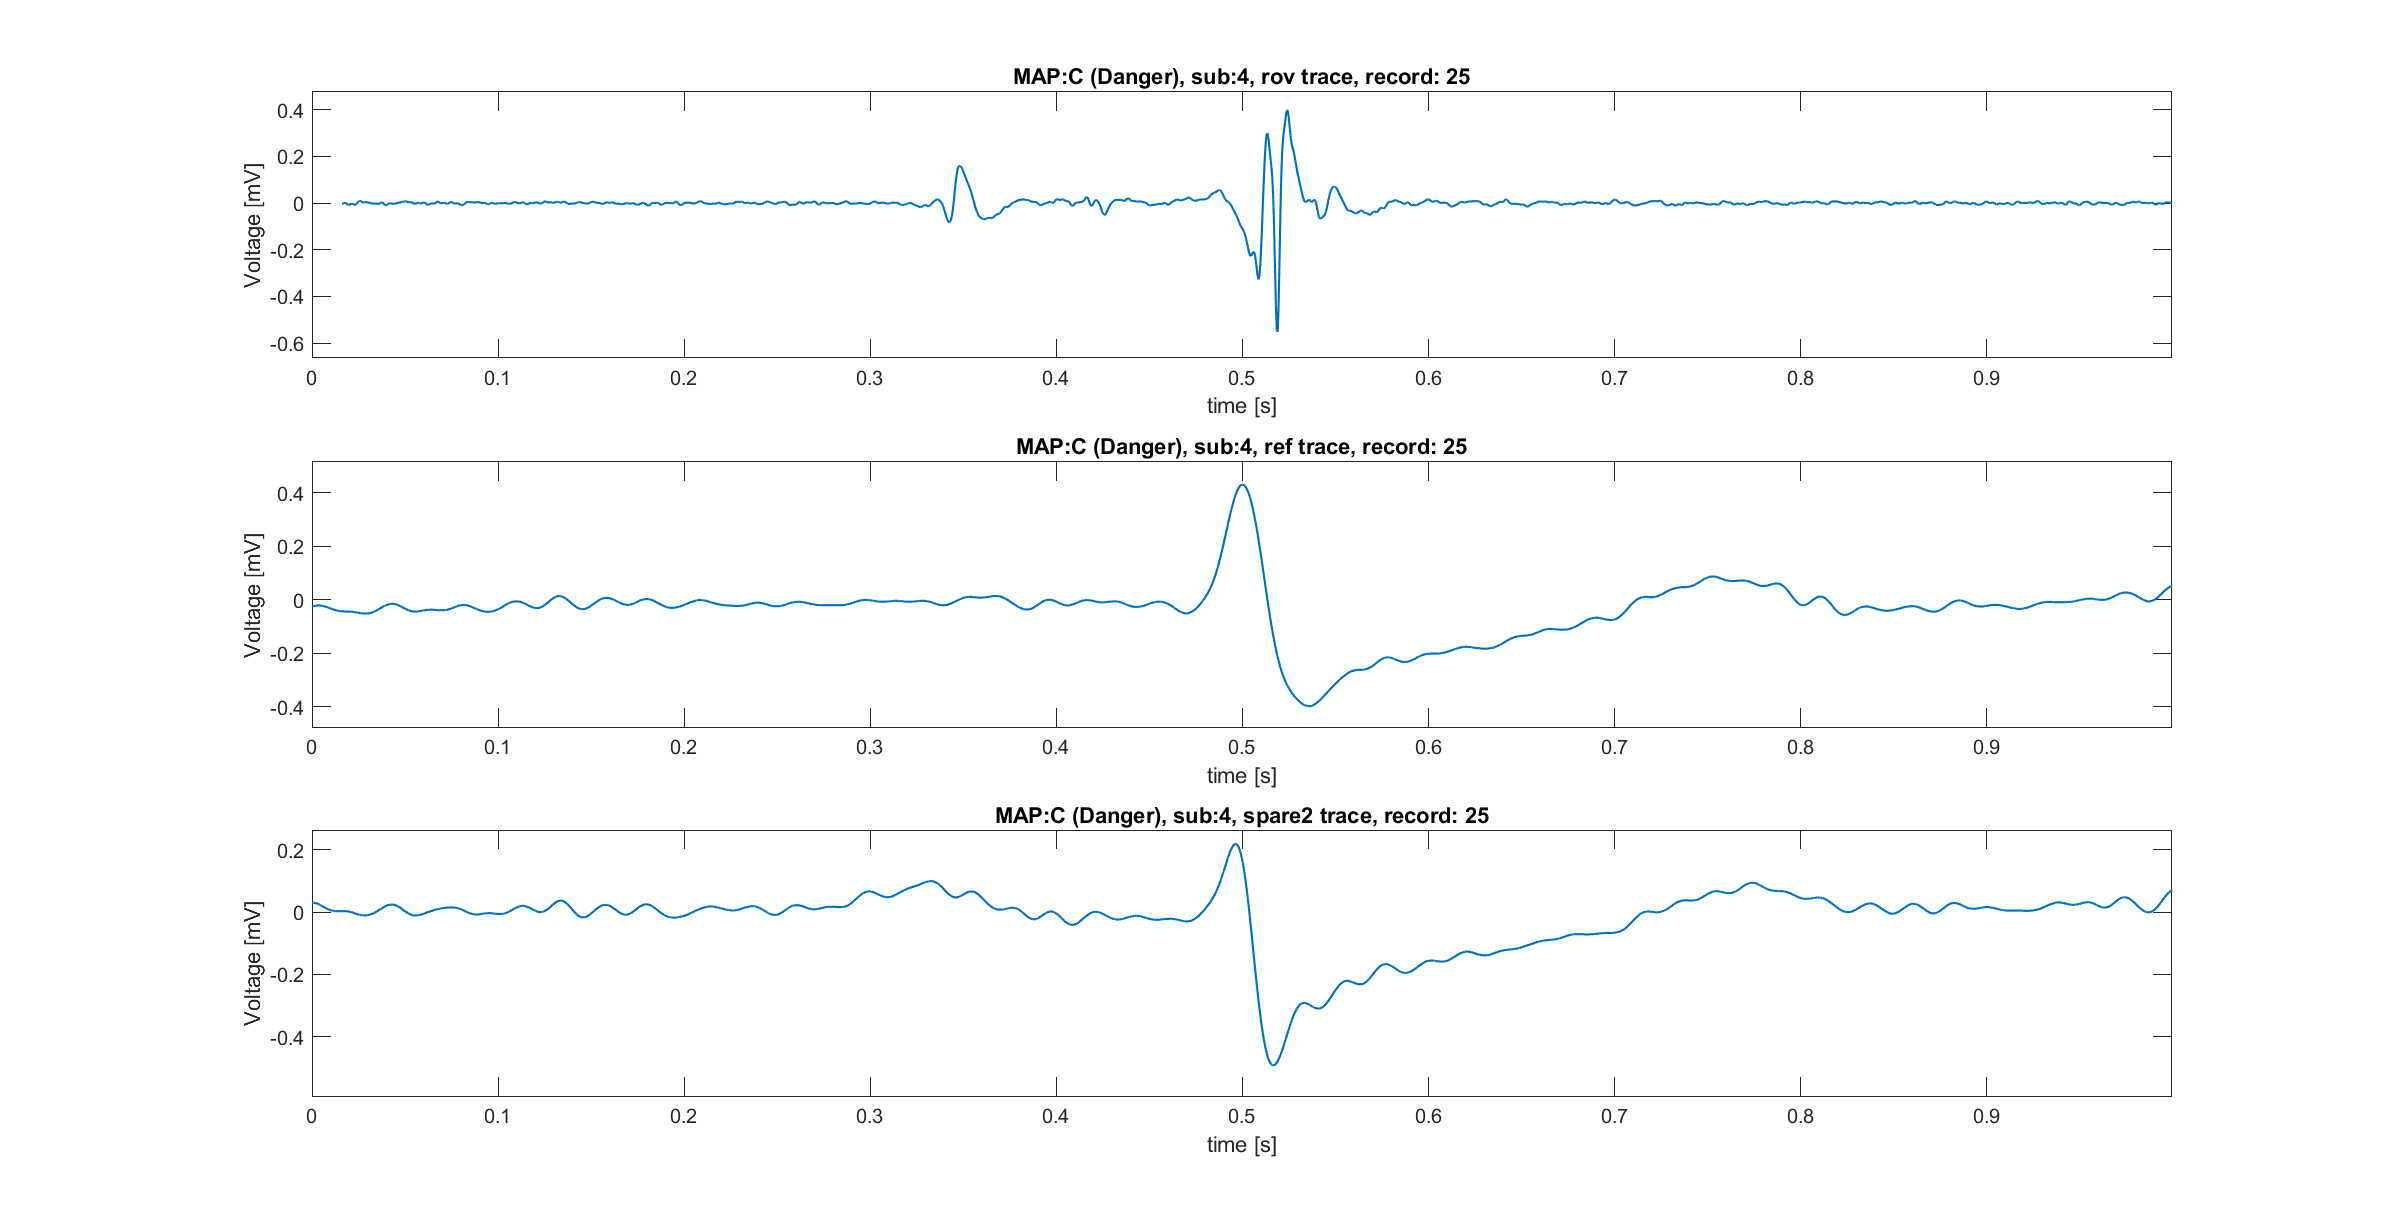 MAP:C (Danger), sub:4, rov trace, record: 25
Voltage [mV]
0.4
0.2
0
-0.2
-0.4
-0.6
0 0.1 0.2 0.3 0.4 0.5 0.6 0.7 0.8 0.9
time [s]
MAP:C (Danger), sub:4, ref trace, record: 25
Voltage [mV]
0.4
0.2
0
-0.2
-0.4
0 0.1 0.2 0.3 0.4 0.5 0.6 0.7 0.8 0.9
time [s]
MAP:C (Danger), sub:4, spare2 trace, record: 25
Voltage [mV]
0.2
0
-0.2
-0.4
0 0.1 0.2 0.3 0.4 0.5 0.6 0.7 0.8 0.9
time [s]